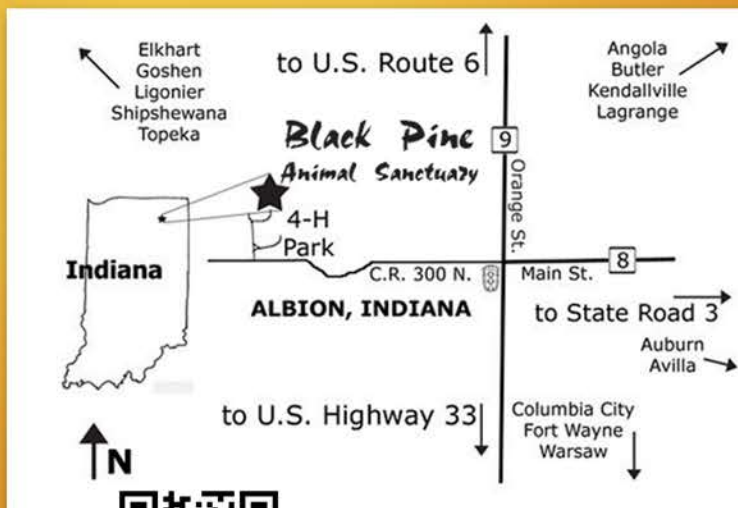 Elkhart
Goshen
Ligonier
Shipshewana
Topeka
to U.S. Route 6
Angola
Butler
Kendallville
Lagrange
Black Pine
Animal Sanctuary
9
Orange St.
4-H
Park
Indiana
C.R. 300 N.
Main St.
8
ALBION, INDIANA
to State Road 3
Auburn
Avilla
to U.S. Highway 33
Columbia City
Fort Wayne
Warsaw
N